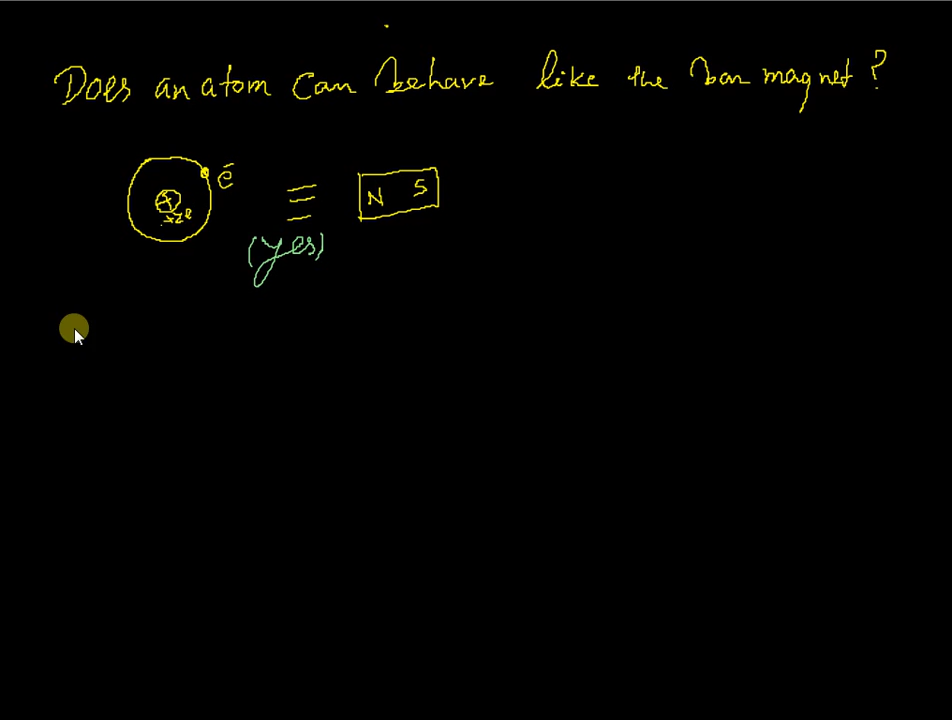 Does an atom can behave like the bar magnet?
e⁻
≡
N S
+ze
(yes)